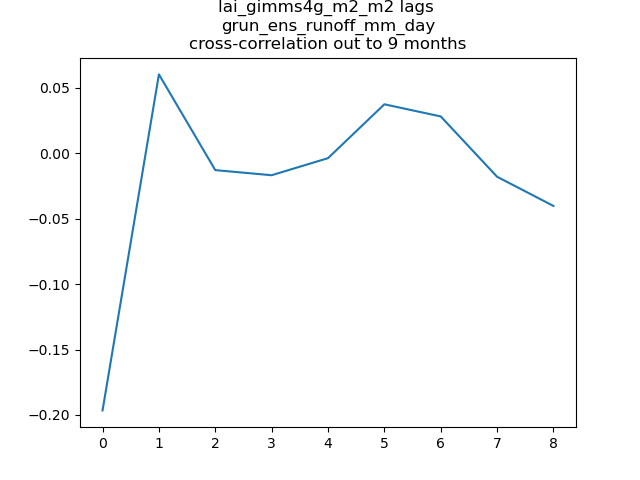 lai_gimms4g_m2_m2 lags
grun_ens_runoff_mm_day
cross-correlation out to 9 months
0.05
0.00
−0.05
−0.10
−0.15
−0.20
0 1 2 3 4 5 6 7 8